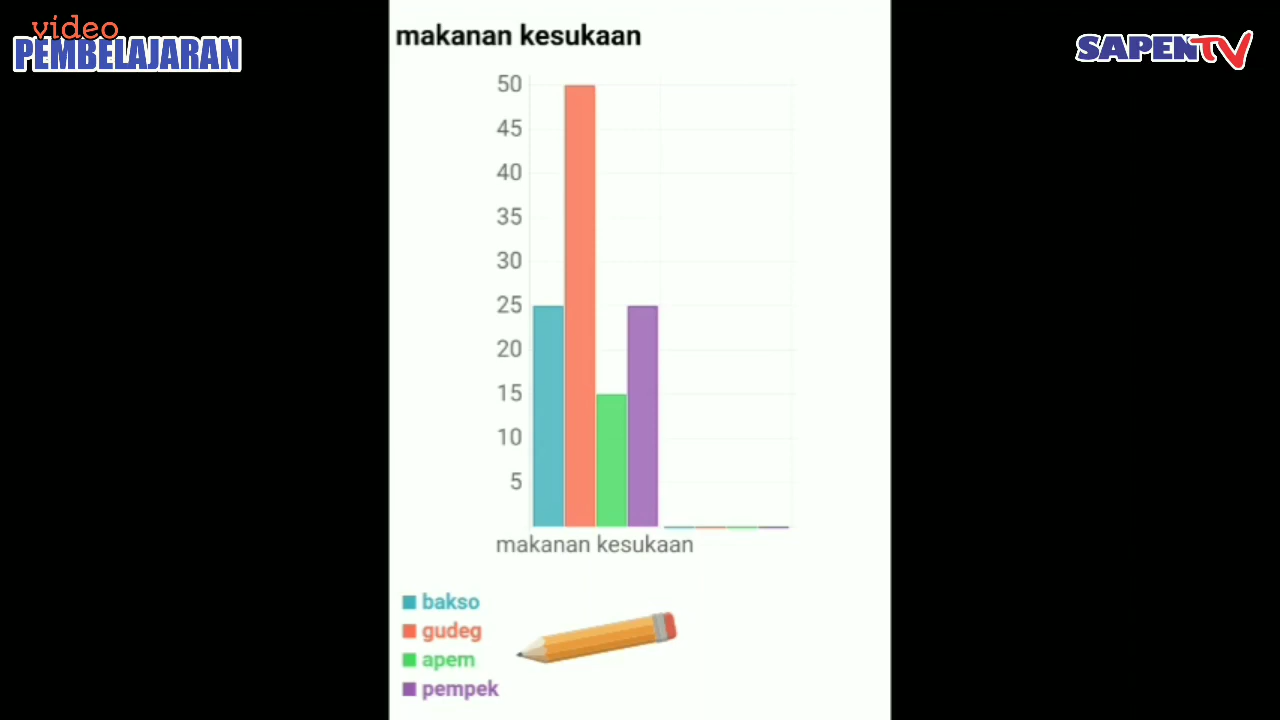 video
PEMBELAJARAN
SAPENTV
makanan kesukaan
50
45
40
35
30
25
20
15
10
5
makanan kesukaan
bakso
gudeg
apem
pempek